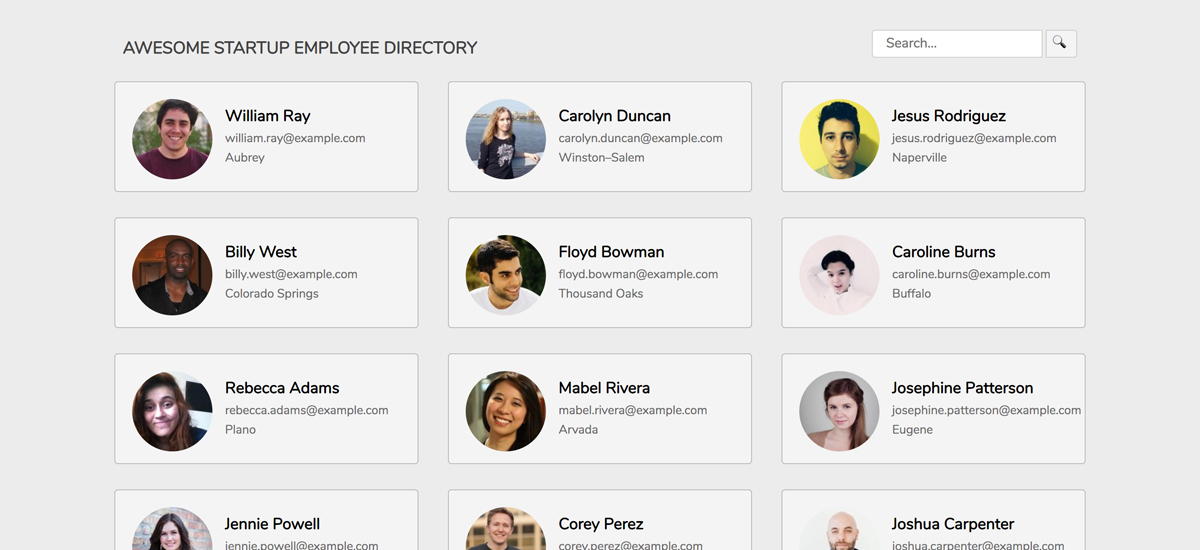 AWESOME STARTUP EMPLOYEE DIRECTORY
Search...
William Ray
william.ray@example.com
Aubrey
Carolyn Duncan
carolyn.duncan@example.com
Winston–Salem
Jesus Rodriguez
jesus.rodriguez@example.com
Naperville
Billy West
billy.west@example.com
Colorado Springs
Floyd Bowman
floyd.bowman@example.com
Thousand Oaks
Caroline Burns
caroline.burns@example.com
Buffalo
Rebecca Adams
rebecca.adams@example.com
Plano
Mabel Rivera
mabel.rivera@example.com
Arvada
Josephine Patterson
josephine.patterson@example.com
Eugene
Jennie Powell
jennie.powell@example.com
Corey Perez
corey.perez@example.com
Joshua Carpenter
joshua.carpenter@example.com